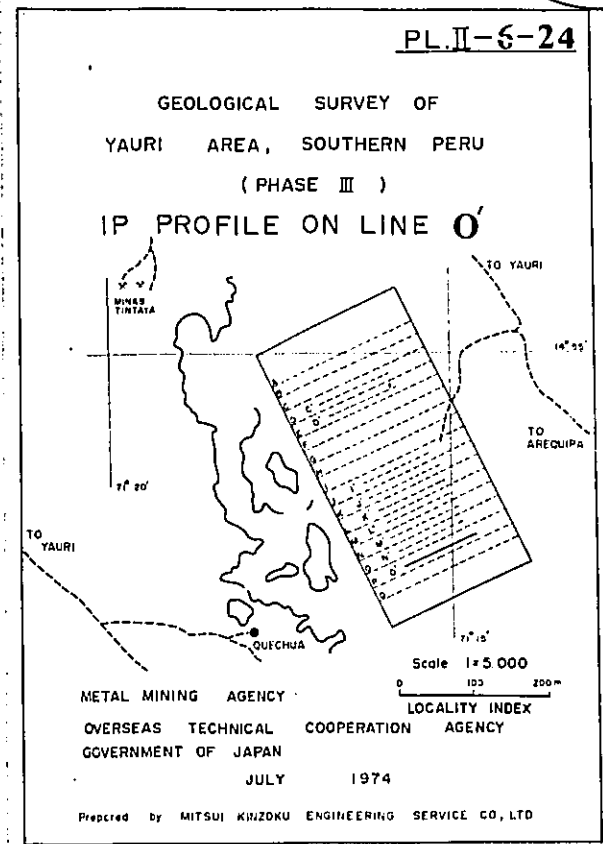 PL.II-6-24
GEOLOGICAL SURVEY OF
YAURI AREA, SOUTHERN PERU
( PHASE III )
IP PROFILE ON LINE O'
TO YAURI
MINAS
TINTAYA
14° 55'
TO
AREQUIPA
71° 20'
TO
YAURI
71° 15'
QUECHUA
Scale 1=5.000
0 100 200m
LOCALITY INDEX
METAL MINING AGENCY
OVERSEAS TECHNICAL COOPERATION AGENCY
GOVERNMENT OF JAPAN
JULY 1974
Prepared by MITSUI KINZOKU ENGINEERING SERVICE CO, LTD